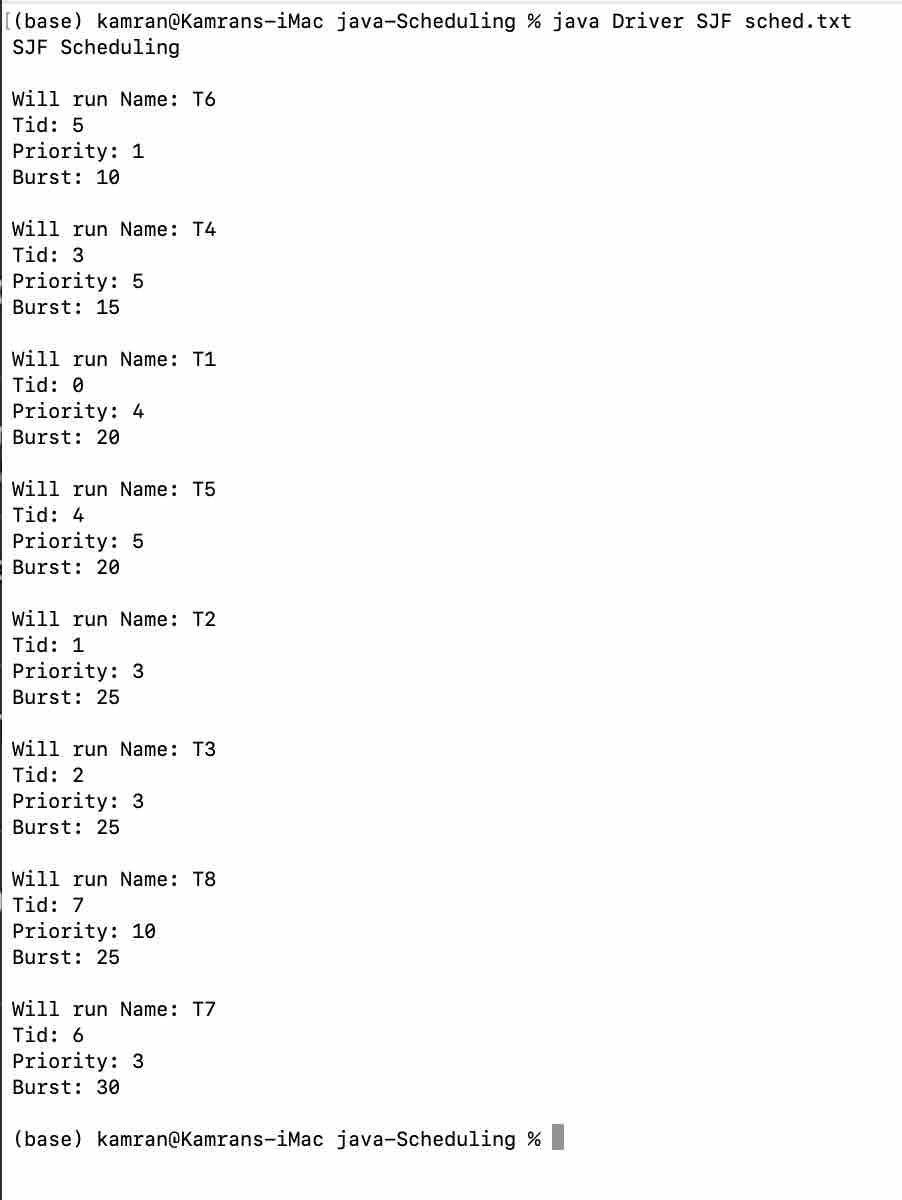 [(base) kamran@Kamrans-iMac java-Scheduling % java Driver SJF sched.txt
SJF Scheduling
Will run Name: T6
Tid: 5
Priority: 1
Burst: 10
Will run Name: T4
Tid: 3
Priority: 5
Burst: 15
Will run Name: T1
Tid: 0
Priority: 4
Burst: 20
Will run Name: T5
Tid: 4
Priority: 5
Burst: 20
Will run Name: T2
Tid: 1
Priority: 3
Burst: 25
Will run Name: T3
Tid: 2
Priority: 3
Burst: 25
Will run Name: T8
Tid: 7
Priority: 10
Burst: 25
Will run Name: T7
Tid: 6
Priority: 3
Burst: 30
(base) kamran@Kamrans-iMac java-Scheduling %